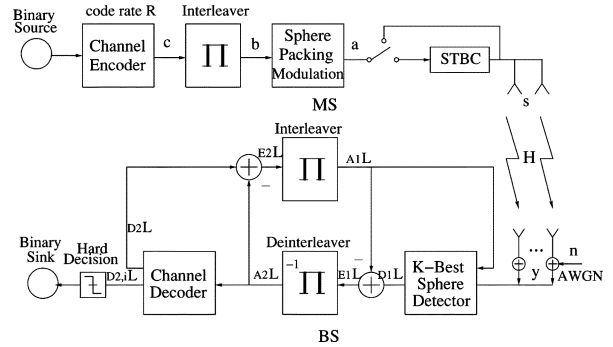 Binary
Source
code rate R
Interleaver
Channel
Encoder
c
Π
b
Sphere
Packing
Modulation
a
STBC
MS
s
H
Interleaver
E2L
Π
A1L
−
D2L
Binary
Sink
Hard
Decision
D2,iL
Channel
Decoder
A2L
Deinterleaver
−1
Π
E1L
−
D1L
K−Best
Sphere
Detector
...
y
n
AWGN
BS